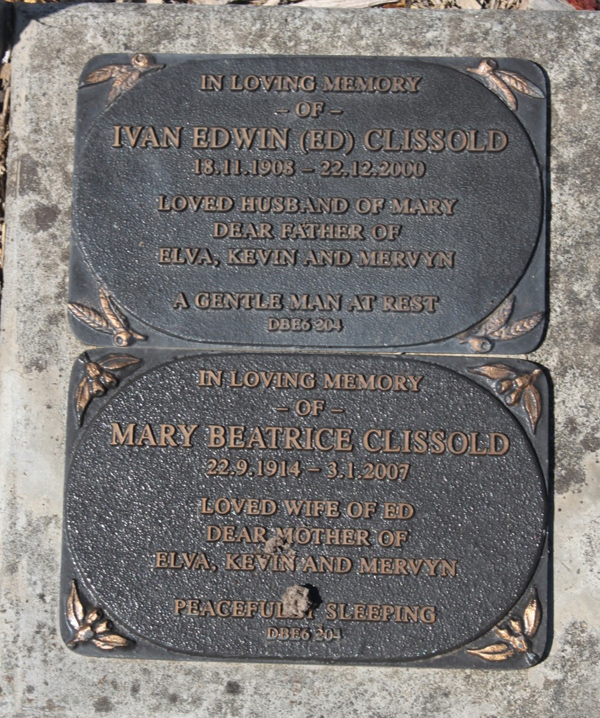 IN LOVING MEMORY
– OF –
IVAN EDWIN (ED) CLISSOLD
18.11.1908 – 22.12.2000
LOVED HUSBAND OF MARY
DEAR FATHER OF
ELVA, KEVIN AND MERVYN
A GENTLE MAN AT REST
DBE6 204
IN LOVING MEMORY
– OF –
MARY BEATRICE CLISSOLD
22.9.1914 – 3.1.2007
LOVED WIFE OF ED
DEAR MOTHER OF
ELVA, KEVIN AND MERVYN
PEACEFULLY SLEEPING
DBE6 204